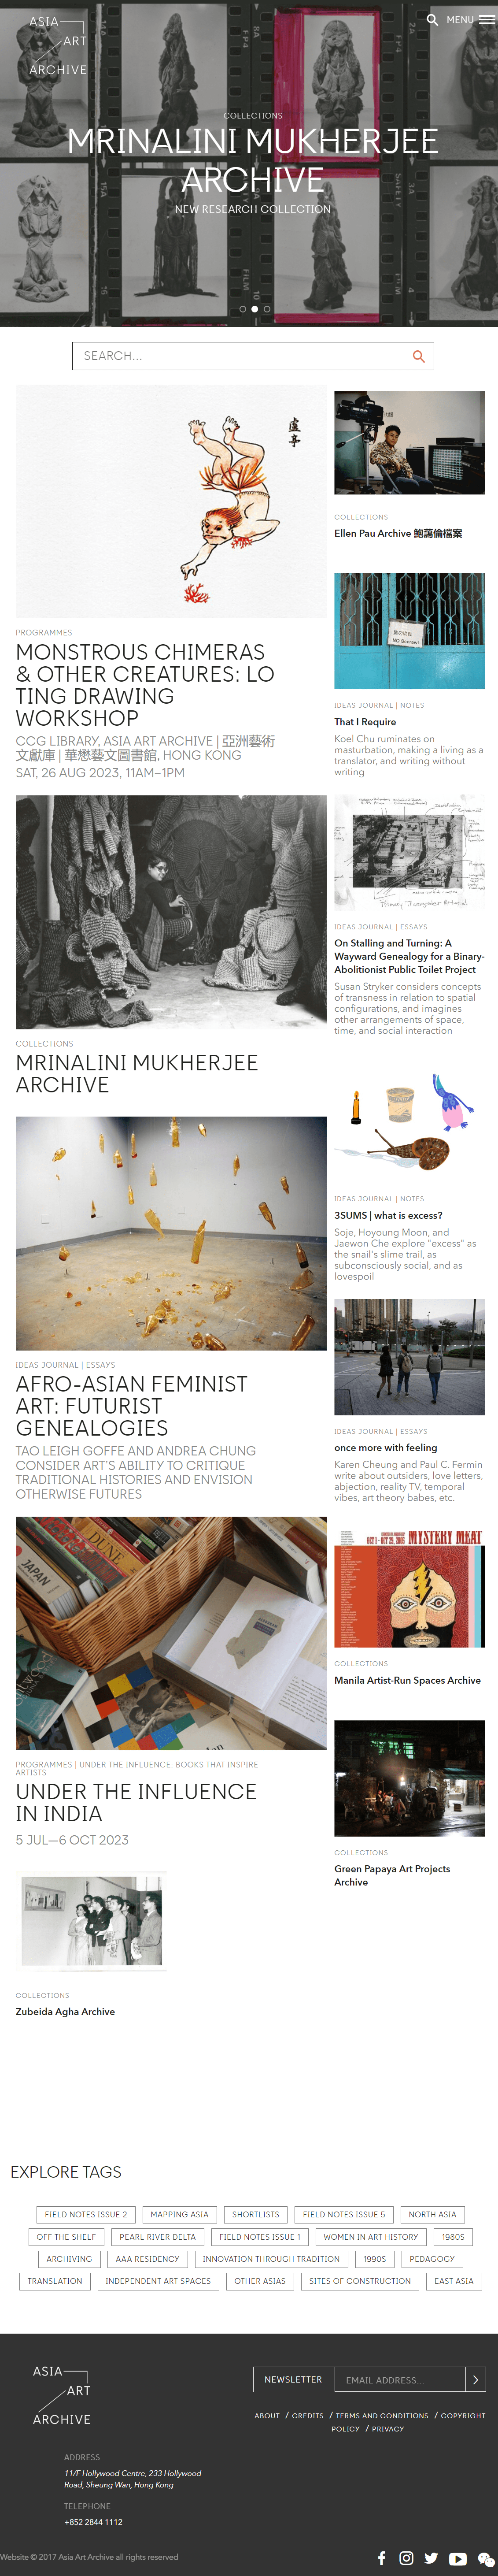 ASIA
ART
ARCHIVE
MENU
COLLECTIONS
MRINALINI MUKHERJEE
ARCHIVE
NEW RESEARCH COLLECTION
SEARCH...
盧亭
PROGRAMMES
MONSTROUS CHIMERAS
& OTHER CREATURES: LO
TING DRAWING
WORKSHOP
CCG LIBRARY, ASIA ART ARCHIVE | 亞洲藝術
文獻庫 | 華懋藝文圖書館, HONG KONG
SAT, 26 AUG 2023, 11AM–1PM
COLLECTIONS
MRINALINI MUKHERJEE
ARCHIVE
IDEAS JOURNAL | ESSAYS
AFRO-ASIAN FEMINIST
ART: FUTURIST
GENEALOGIES
TAO LEIGH GOFFE AND ANDREA CHUNG
CONSIDER ART'S ABILITY TO CRITIQUE
TRADITIONAL HISTORIES AND ENVISION
OTHERWISE FUTURES
JAPAN
DUNE
PROGRAMMES | UNDER THE INFLUENCE: BOOKS THAT INSPIRE
ARTISTS
UNDER THE INFLUENCE
IN INDIA
5 JUL—6 OCT 2023
COLLECTIONS
Zubeida Agha Archive
COLLECTIONS
Ellen Pau Archive 鮑藹倫檔案
NO Betrayal
IDEAS JOURNAL | NOTES
That I Require
Koel Chu ruminates on
masturbation, making a living as a
translator, and writing without
writing
IDEAS JOURNAL | ESSAYS
On Stalling and Turning: A
Wayward Genealogy for a Binary-
Abolitionist Public Toilet Project
Susan Stryker considers concepts
of transness in relation to spatial
configurations, and imagines
other arrangements of space,
time, and social interaction
IDEAS JOURNAL | NOTES
3SUMS | what is excess?
Soje, Hoyoung Moon, and
Jaewon Che explore "excess" as
the snail's slime trail, as
subconsciously social, and as
lovespoil
IDEAS JOURNAL | ESSAYS
once more with feeling
Karen Cheung and Paul C. Fermin
write about outsiders, love letters,
abjection, reality TV, temporal
vibes, art theory babes, etc.
OCT 1 - OCT 29, 2005 MYSTERY MEAT
COLLECTIONS
Manila Artist-Run Spaces Archive
COLLECTIONS
Green Papaya Art Projects
Archive
EXPLORE TAGS
FIELD NOTES ISSUE 2 MAPPING ASIA SHORTLISTS FIELD NOTES ISSUE 5 NORTH ASIA
OFF THE SHELF PEARL RIVER DELTA FIELD NOTES ISSUE 1 WOMEN IN ART HISTORY 1980S
ARCHIVING AAA RESIDENCY INNOVATION THROUGH TRADITION 1990S PEDAGOGY
TRANSLATION INDEPENDENT ART SPACES OTHER ASIAS SITES OF CONSTRUCTION EAST ASIA
ASIA
ART
ARCHIVE
NEWSLETTER EMAIL ADDRESS...
ABOUT / CREDITS / TERMS AND CONDITIONS / COPYRIGHT
POLICY / PRIVACY
ADDRESS
11/F Hollywood Centre, 233 Hollywood
Road, Sheung Wan, Hong Kong
TELEPHONE
+852 2844 1112
Website © 2017 Asia Art Archive all rights reserved